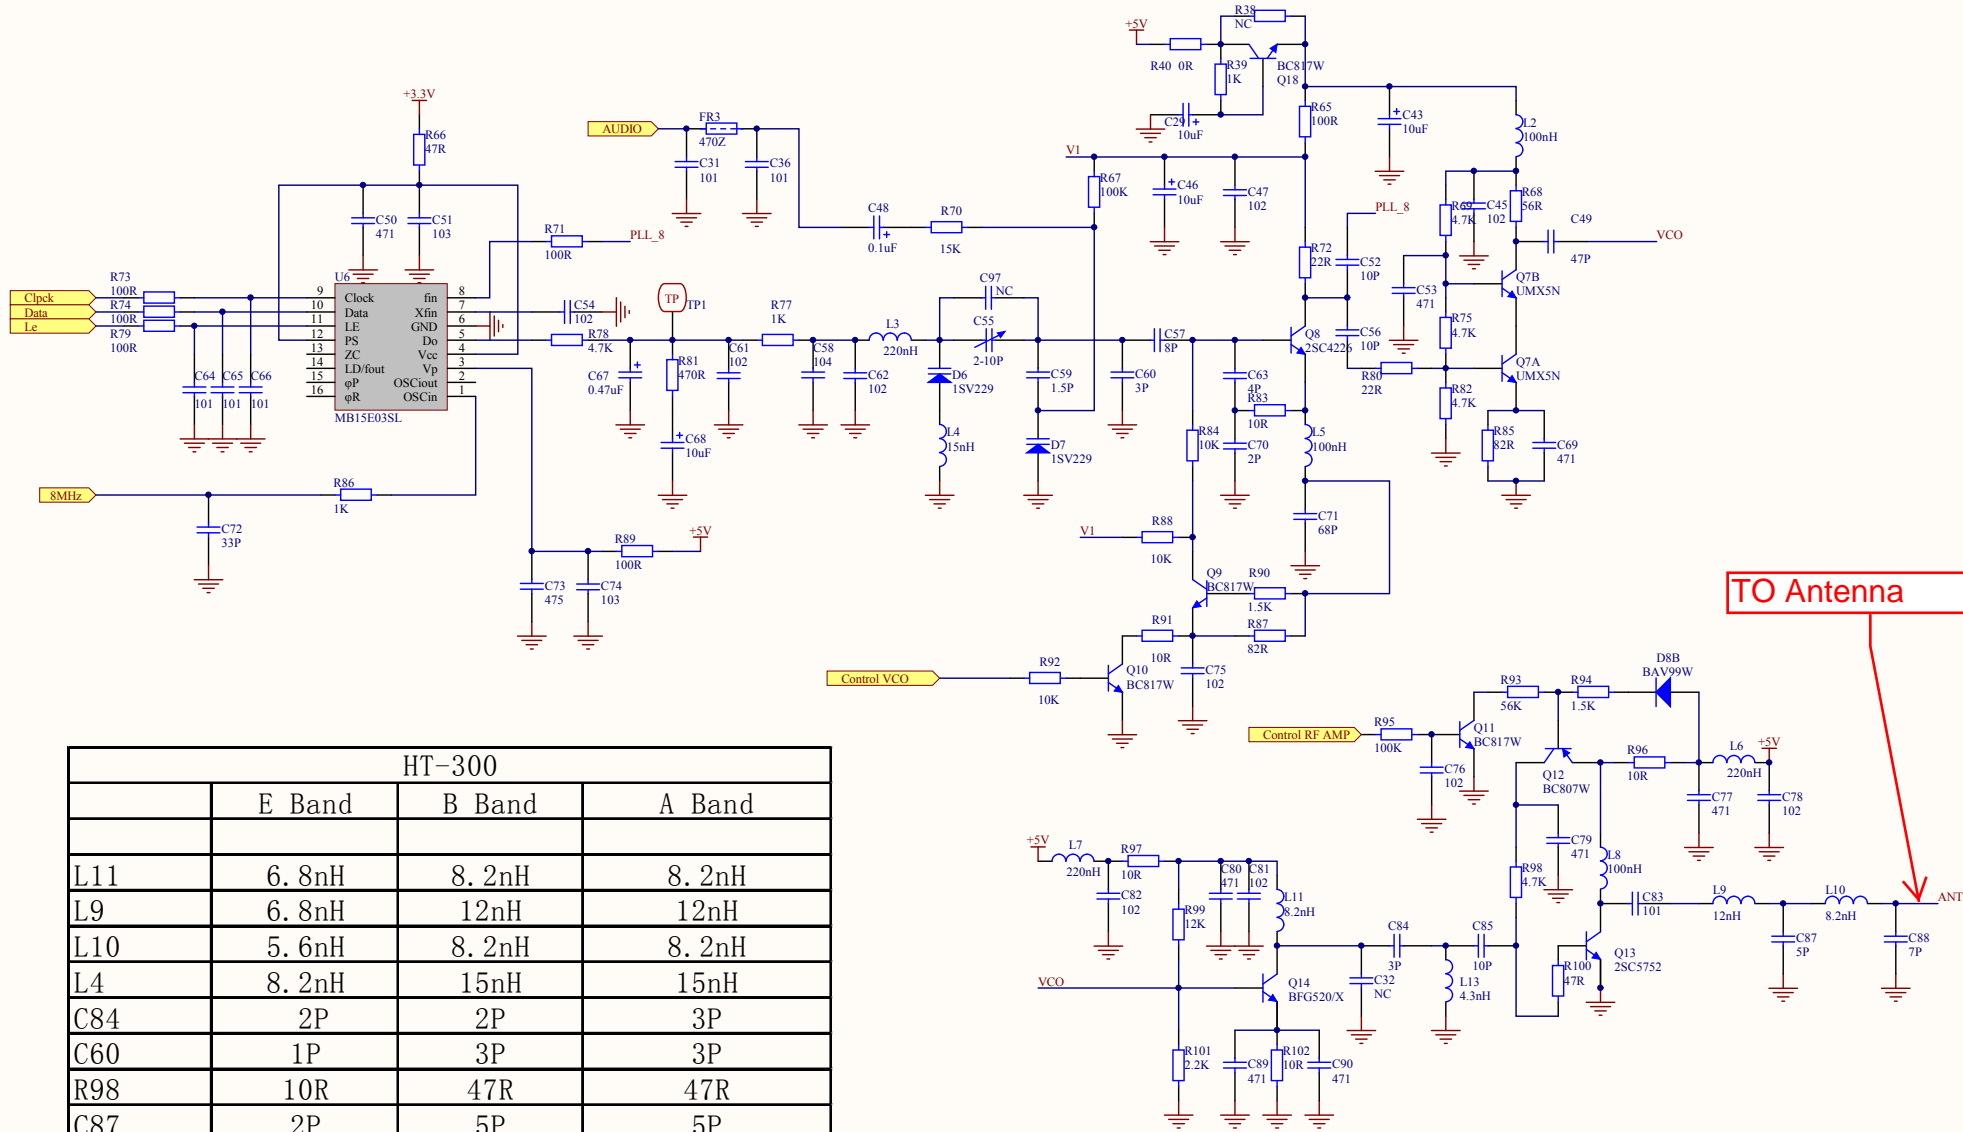 R38
NC
+5V
R40 0R
R39
1K
BC817W
Q18
C29
+
10uF
R65
100R
+
C43
10uF
L2
100nH
+3.3V
R66
47R
AUDIO
FR3
470Z
C31
101
C36
101
V1
R67
100K
+
C46
10uF
C47
102
R69
4.7K
C45
102
R68
56R
C50
471
C51
103
R71
100R
PLL_8
C48
+
0.1uF
R70
15K
PLL_8
C49
47P
VCO
R72
22R
C52
10P
C53
471
Q7B
UMX5N
U6
R73
100R
Clpck
R74
100R
Data
R79
100R
Le
9
10
11
12
13
14
15
16
Clock
Data
LE
PS
ZC
LD/fout
φP
φR
fin
Xfin
GND
Do
Vcc
Vp
OSCiout
OSCin
8
7
6
5
4
3
2
1
MB15E03SL
C54
102
R78
4.7K
TP
TP1
R77
1K
C97
NC
C55
2-10P
L3
220nH
C57
8P
Q8
2SC4226
C56
10P
R75
4.7K
R80
22R
Q7A
UMX5N
C64
101
C65
101
C66
101
+
C67
0.47uF
R81
470R
C61
102
C58
104
C62
102
D6
1SV229
C59
1.5P
C60
3P
C63
4P
R83
10R
R82
4.7K
+
C68
10uF
L4
15nH
D7
1SV229
R84
10K
C70
2P
L5
100nH
R85
82R
C69
471
8MHz
R86
1K
C72
33P
+5V
R89
100R
C73
475
C74
103
V1
R88
10K
C71
68P
Q9
BC817W
R90
1.5K
R91
10R
R87
82R
Control VCO
R92
10K
Q10
BC817W
C75
102
TO Antenna
D8B
BAV99W
R93
56K
R94
1.5K
Control RF AMP
R95
100K
Q11
BC817W
C76
102
Q12
BC807W
R96
10R
L6
220nH
+5V
C77
471
C78
102
+5V
L7
220nH
R97
10R
C82
102
C80
471
C81
102
L11
8.2nH
R99
12K
C79
471
R98
4.7K
L8
100nH
C83
101
L9
12nH
L10
8.2nH
ANT
C87
5P
C88
7P
C84
3P
C85
10P
C32
NC
L13
4.3nH
R100
47R
Q13
2SC5752
VCO
Q14
BFG520/X
R101
2.2K
C89
471
R102
10R
C90
471
HT-300
E Band B Band A Band
L11 6.8nH 8.2nH 8.2nH
L9 6.8nH 12nH 12nH
L10 5.6nH 8.2nH 8.2nH
L4 8.2nH 15nH 15nH
C84 2P 2P 3P
C60 1P 3P 3P
R98 10R 47R 47R
C87 2P 5P 5P